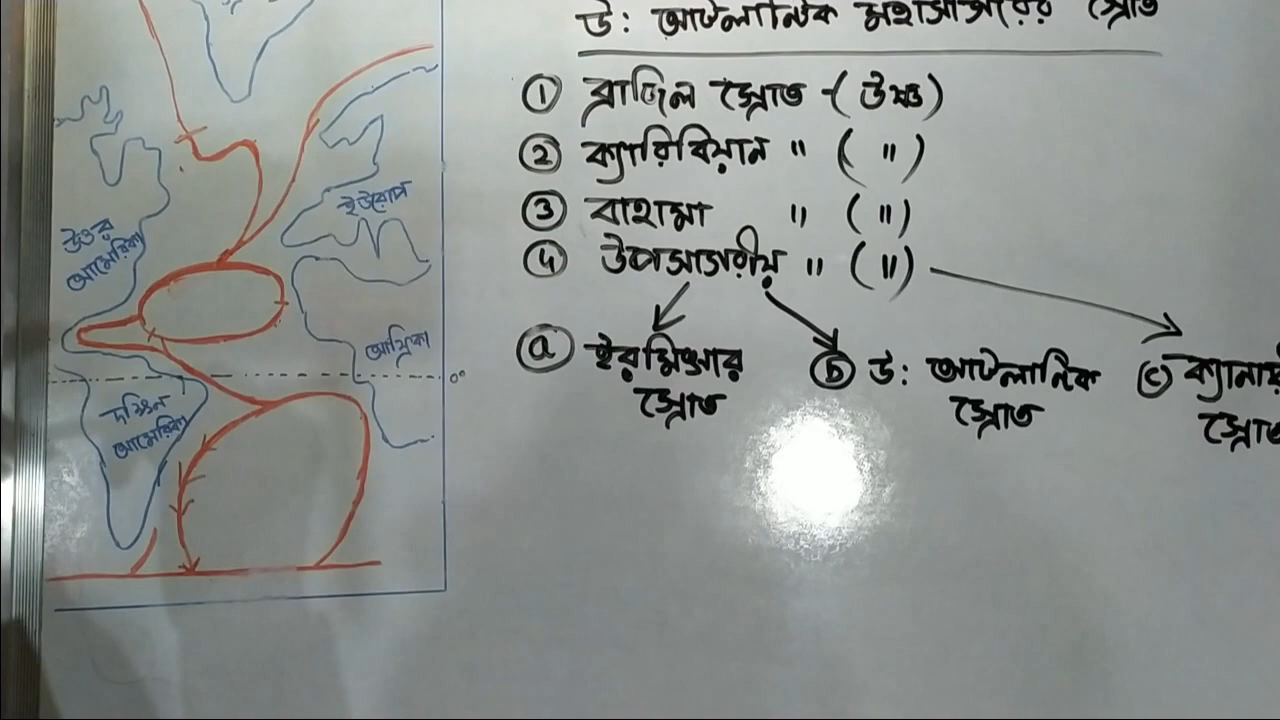 উ: আটলান্টিক মহাসাগরের স্রোত
① ব্রাজিল স্রোত - (উষ্ণ)
② ক্যারিবিয়ান " ( " )
③ বাহামা " ( " )
④ উপসাগরীয় " ( " )
ⓐ ইরমিঙ্গার
স্রোত
ⓑ উ: আটলান্টিক
স্রোত
ⓒ
স্রোত
উত্তর
আমেরিকা
ইউরোপ
আফ্রিকা
0°
দক্ষিন
আমেরিকা